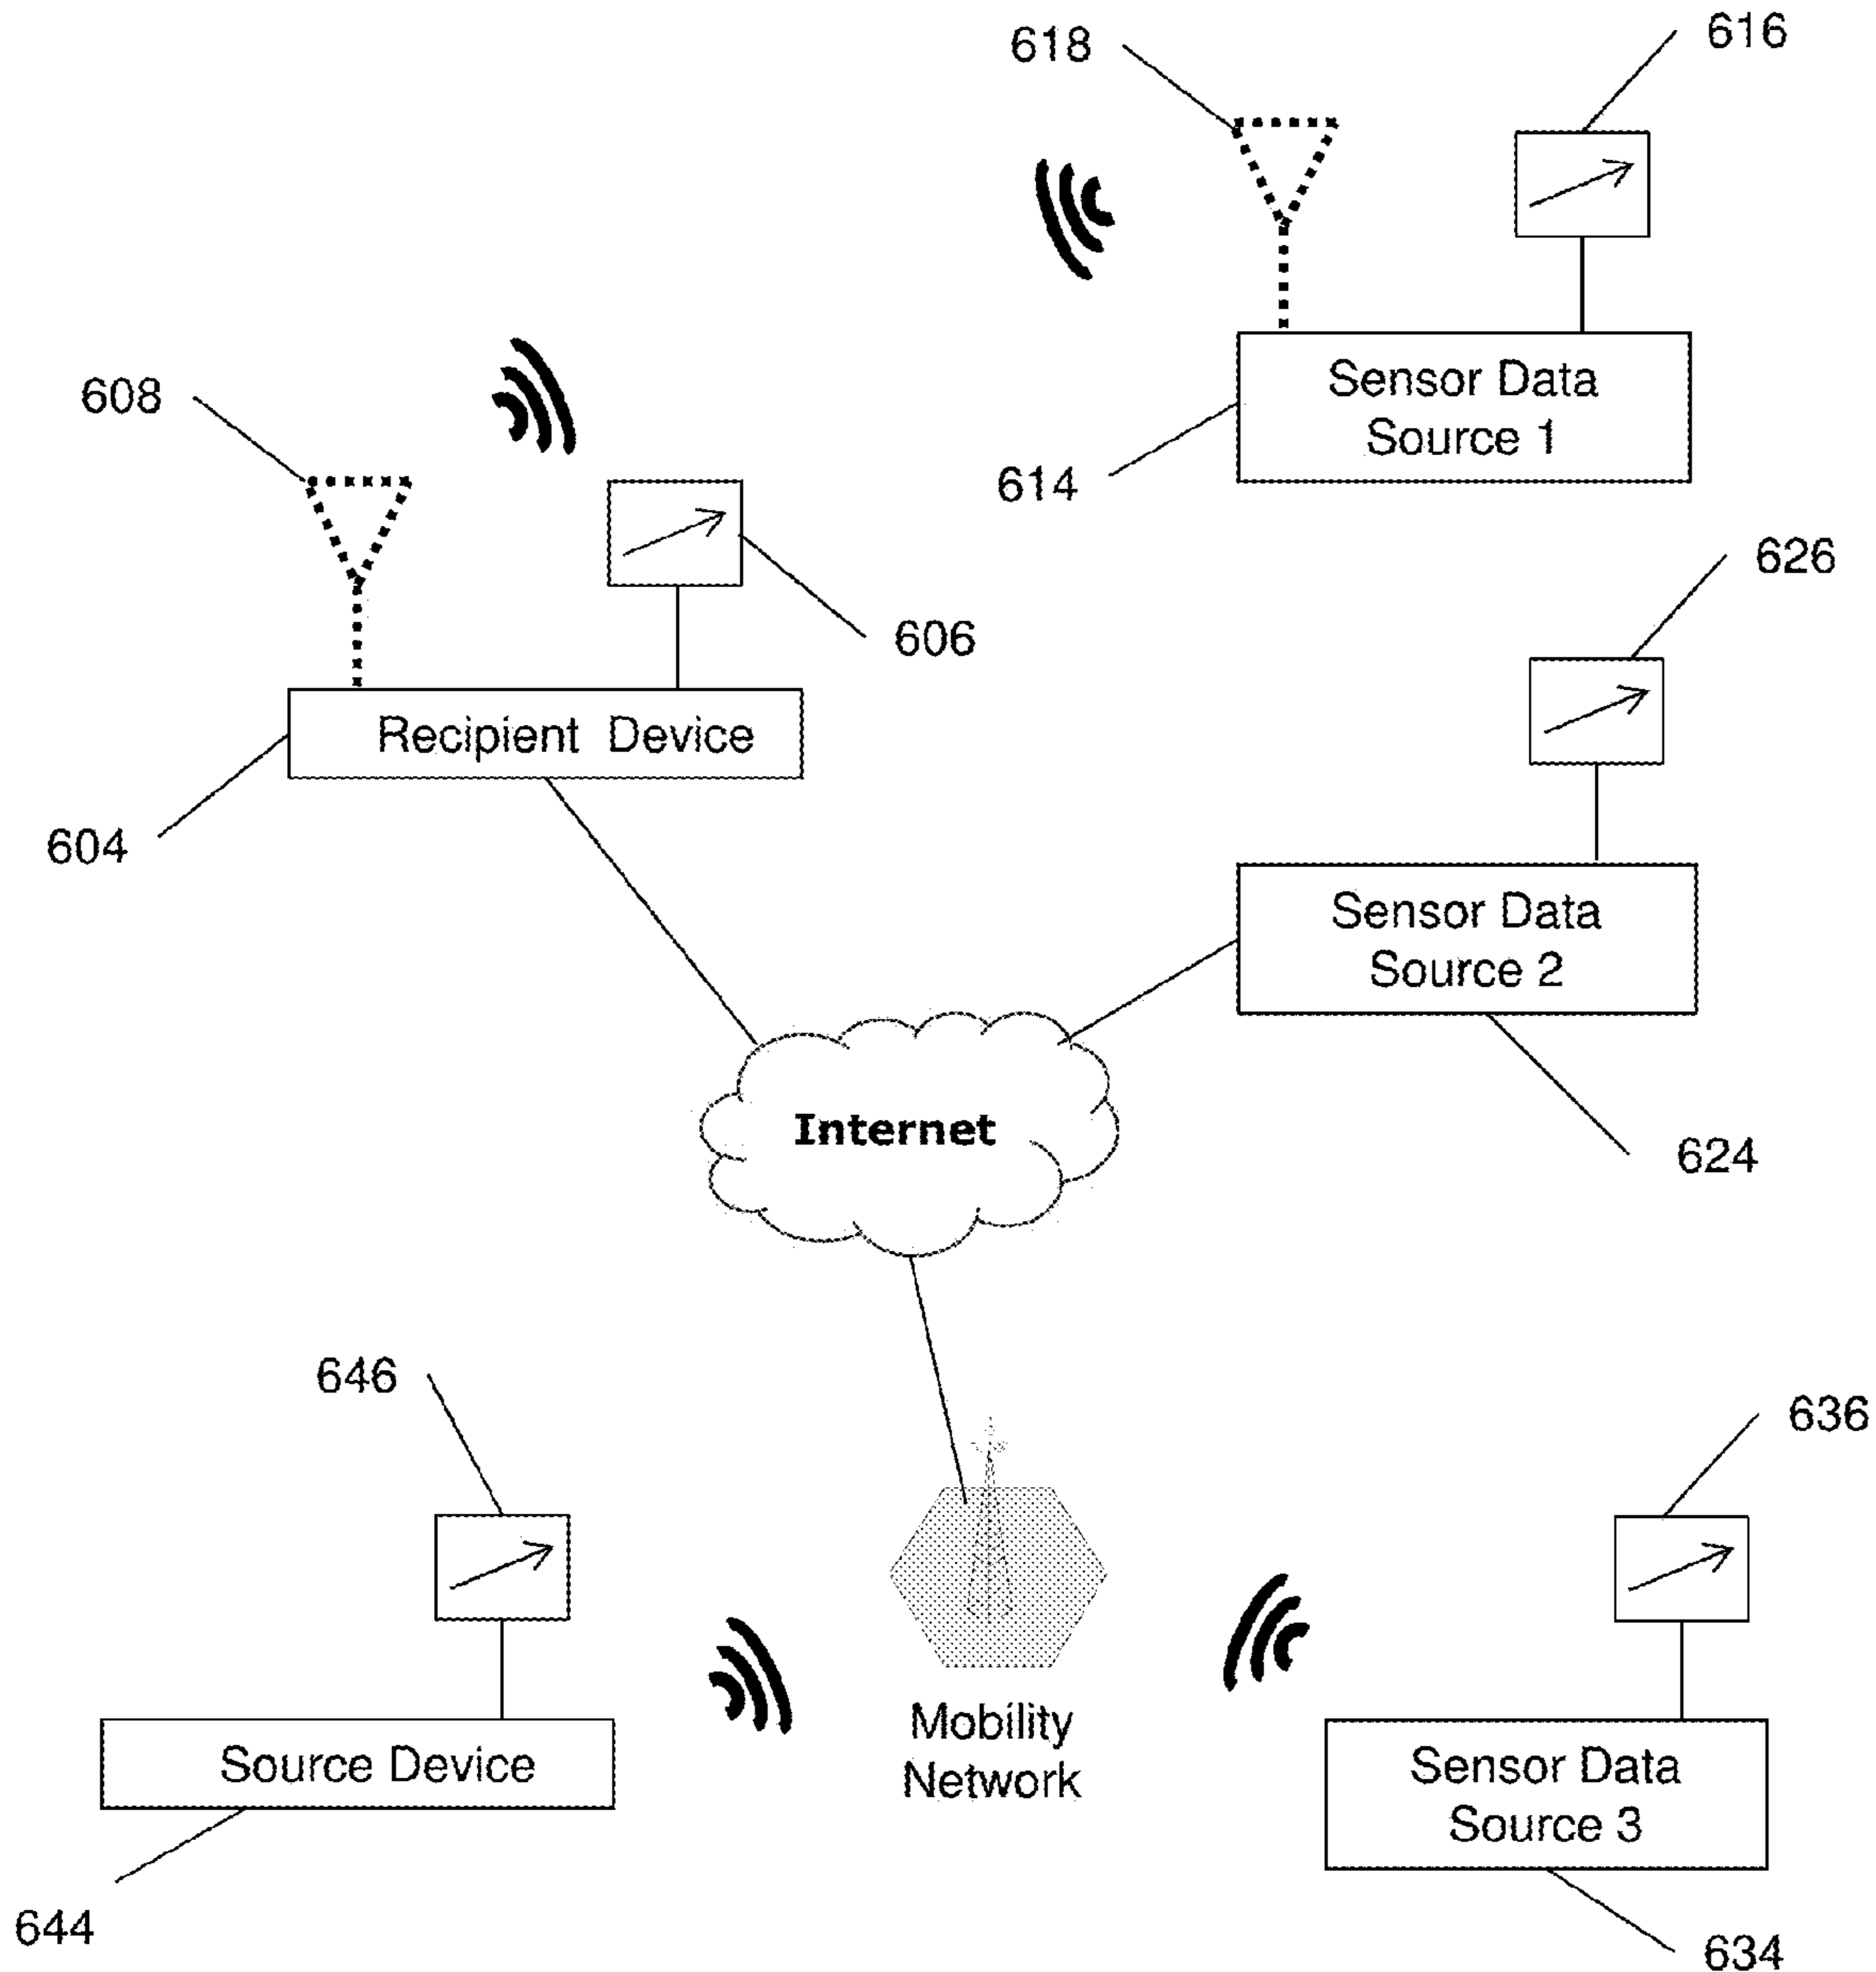 616
618
Sensor Data
Source 1
608
614
626
606
Recipient Device
604
Sensor Data
Source 2
Internet
624
646
636
Mobility
Network
Source Device
Sensor Data
Source 3
644
634